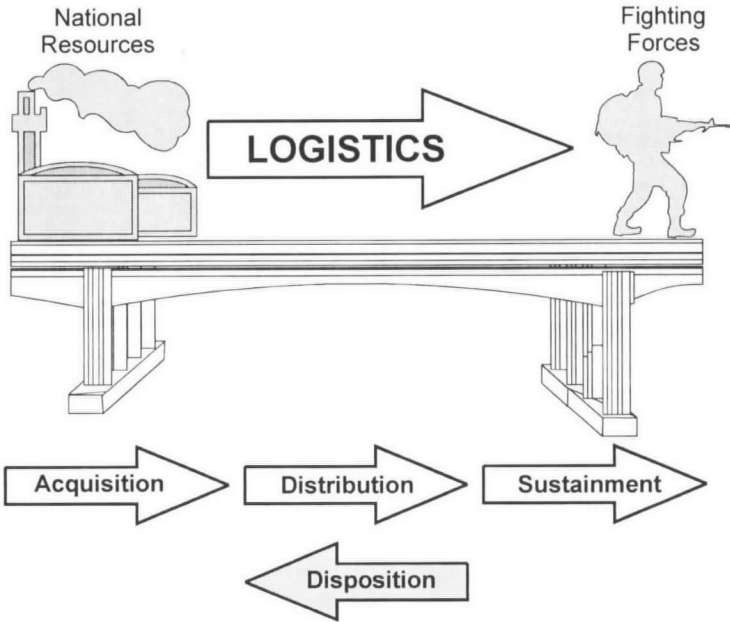 National
Resources
Fighting
Forces
LOGISTICS
Acquisition
Distribution
Sustainment
Disposition